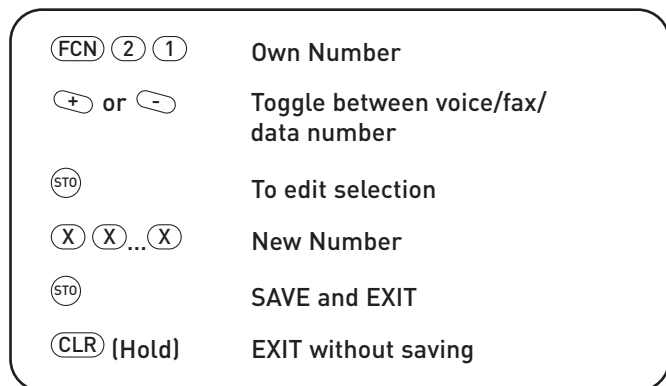 FCN 2 1 Own Number
+ or - Toggle between voice/fax/
data number
STO To edit selection
X X...X New Number
STO SAVE and EXIT
CLR (Hold) EXIT without saving